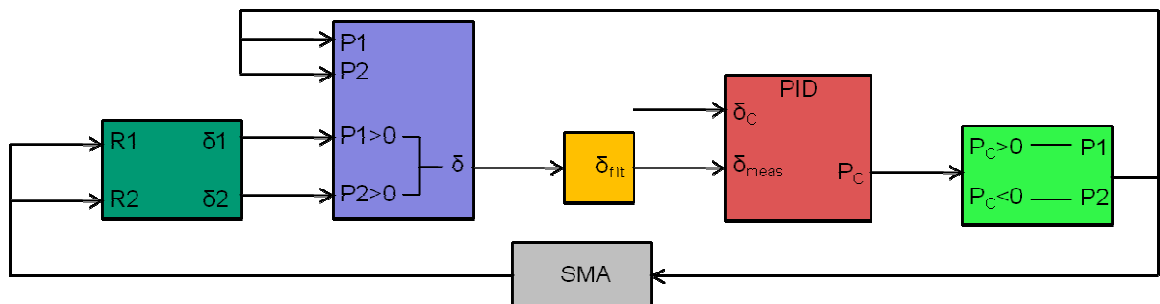 P1
P2
R1 δ1
R2 δ2
P1>0
P2>0
δ
δflt
PID
δC
δmeas
PC
PC>0 P1
PC<0 P2
SMA